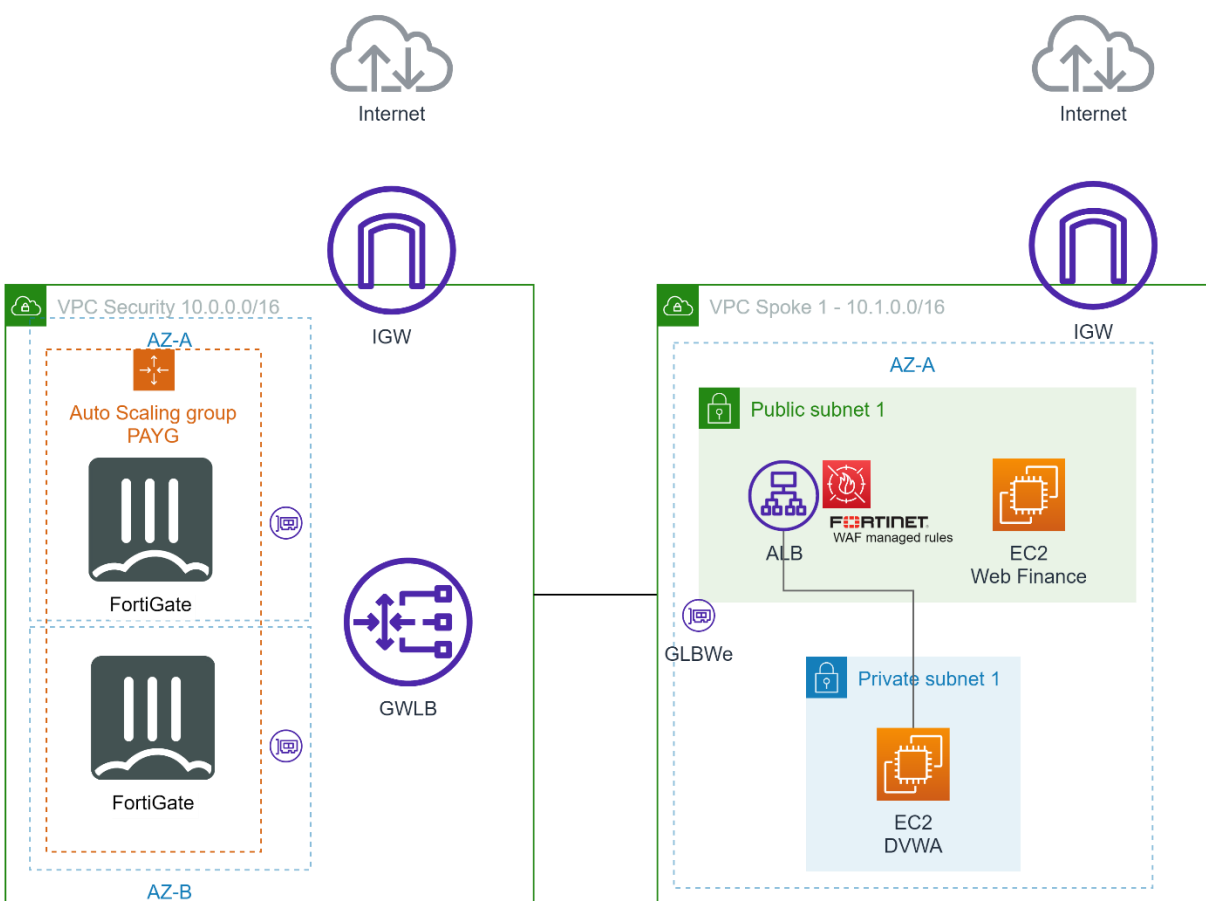 Internet
Internet
VPC Security 10.0.0.0/16
IGW
AZ-A
Auto Scaling group
PAYG
FortiGate
FortiGate
AZ-B
GWLB
VPC Spoke 1 - 10.1.0.0/16
IGW
AZ-A
Public subnet 1
FORTINET
WAF managed rules
ALB
EC2
Web Finance
GLBWe
Private subnet 1
EC2
DVWA